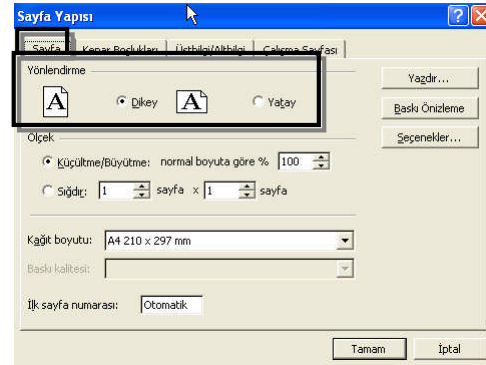 Sayfa Yapısı
Sayfa Kenar Boşlukları Üstbilgi/Altbilgi Çalışma Sayfası
Yönlendirme
A Dikey A Yatay
Yazdır...
Baskı Önizleme
Seçenekler...
Ölçek
Küçültme/Büyütme: normal boyuta göre % 100
Sığdır: 1 sayfa x 1 sayfa
Kağıt boyutu: A4 210 x 297 mm
Baskı kalitesi:
İlk sayfa numarası: Otomatik
Tamam İptal